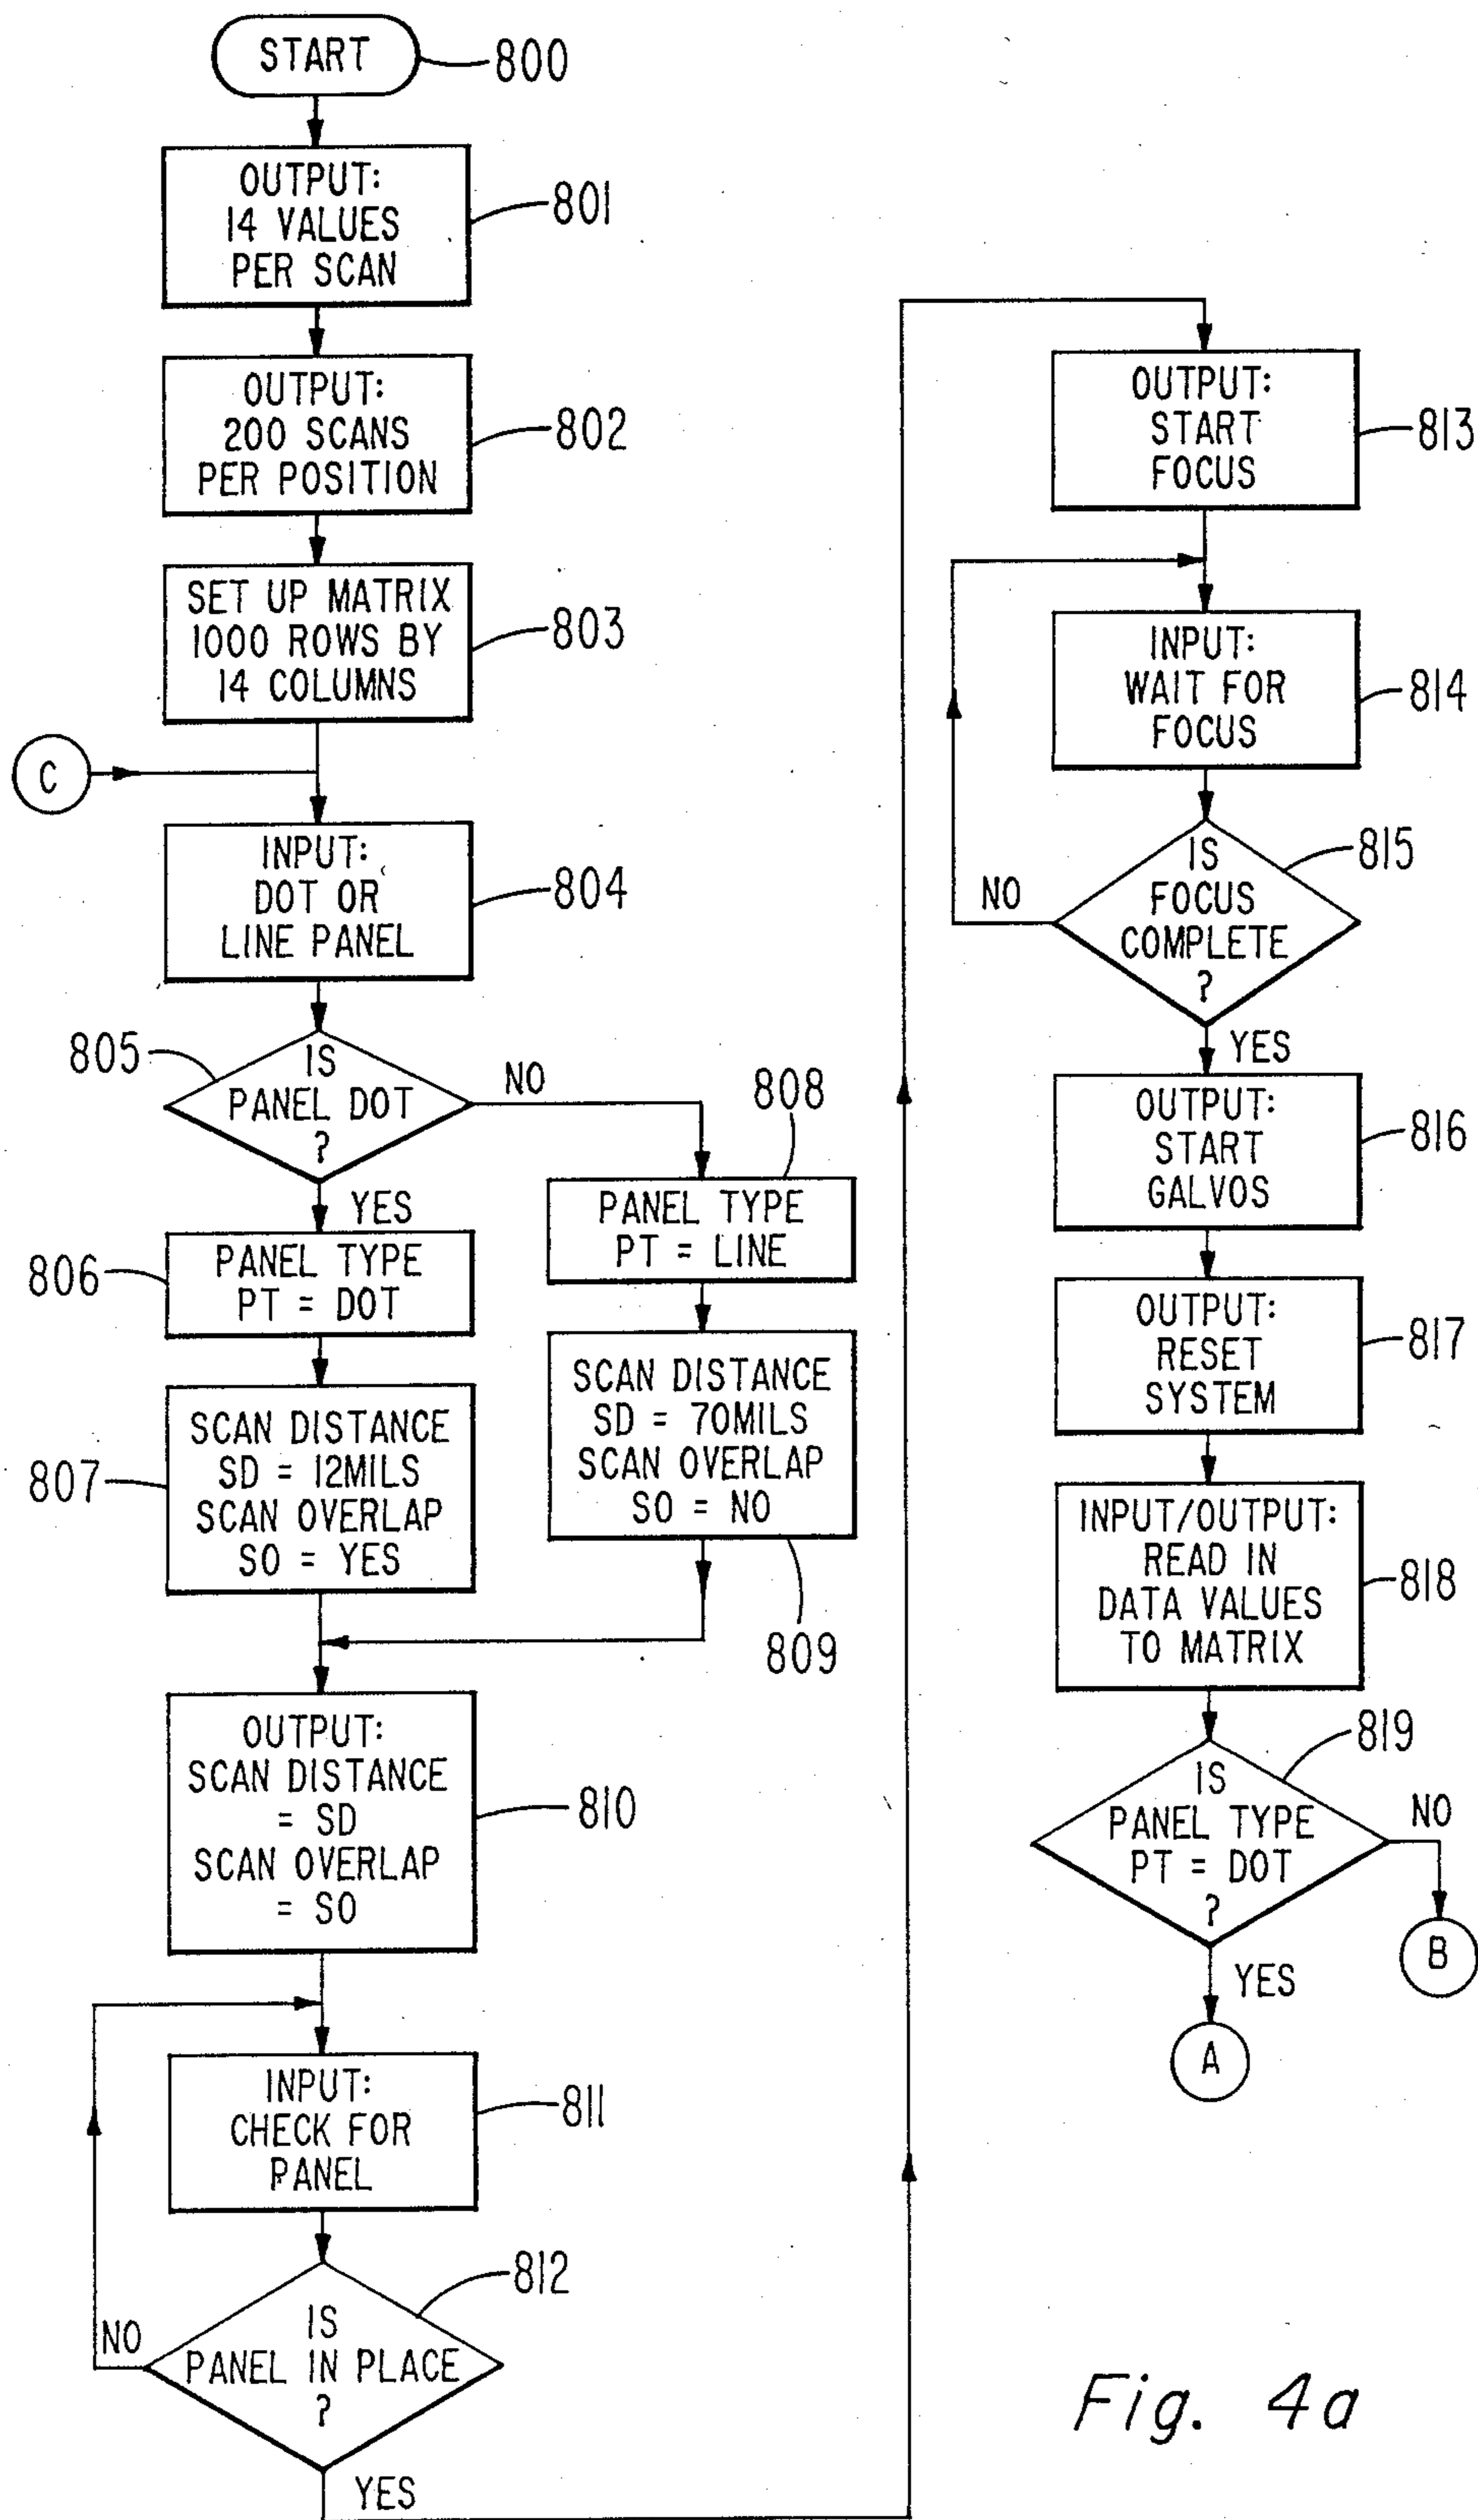 START
800
OUTPUT:
14 VALUES
PER SCAN
801
OUTPUT:
200 SCANS
PER POSITION
802
SET UP MATRIX
1000 ROWS BY
14 COLUMNS
803
C
INPUT:
DOT OR
LINE PANEL
804
805
IS
PANEL DOT
?
NO
YES
806
PANEL TYPE
PT = DOT
807
SCAN DISTANCE
SD = 12MILS
SCAN OVERLAP
SO = YES
808
PANEL TYPE
PT = LINE
SCAN DISTANCE
SD = 70MILS
SCAN OVERLAP
SO = NO
809
OUTPUT:
SCAN DISTANCE
= SD
SCAN OVERLAP
= SO
810
INPUT:
CHECK FOR
PANEL
811
812
IS
PANEL IN PLACE
?
NO
YES
OUTPUT:
START
FOCUS
813
INPUT:
WAIT FOR
FOCUS
814
815
IS
FOCUS
COMPLETE
?
NO
YES
OUTPUT:
START
GALVOS
816
OUTPUT:
RESET
SYSTEM
817
INPUT/OUTPUT:
READ IN
DATA VALUES
TO MATRIX
818
819
IS
PANEL TYPE
PT = DOT
?
NO
B
YES
A
Fig. 4a